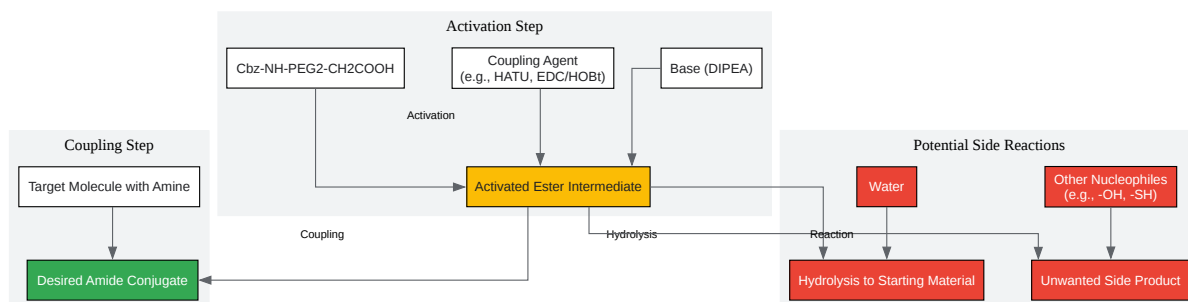 Activation Step
Cbz-NH-PEG2-CH2COOH
Coupling Agent
(e.g., HATU, EDC/HOBt)
Base (DIPEA)
Activation
Coupling Step
Potential Side Reactions
Target Molecule with Amine
Activated Ester Intermediate
Water
Other Nucleophiles
(e.g., -OH, -SH)
Coupling
Hydrolysis
Reaction
Desired Amide Conjugate
Hydrolysis to Starting Material
Unwanted Side Product